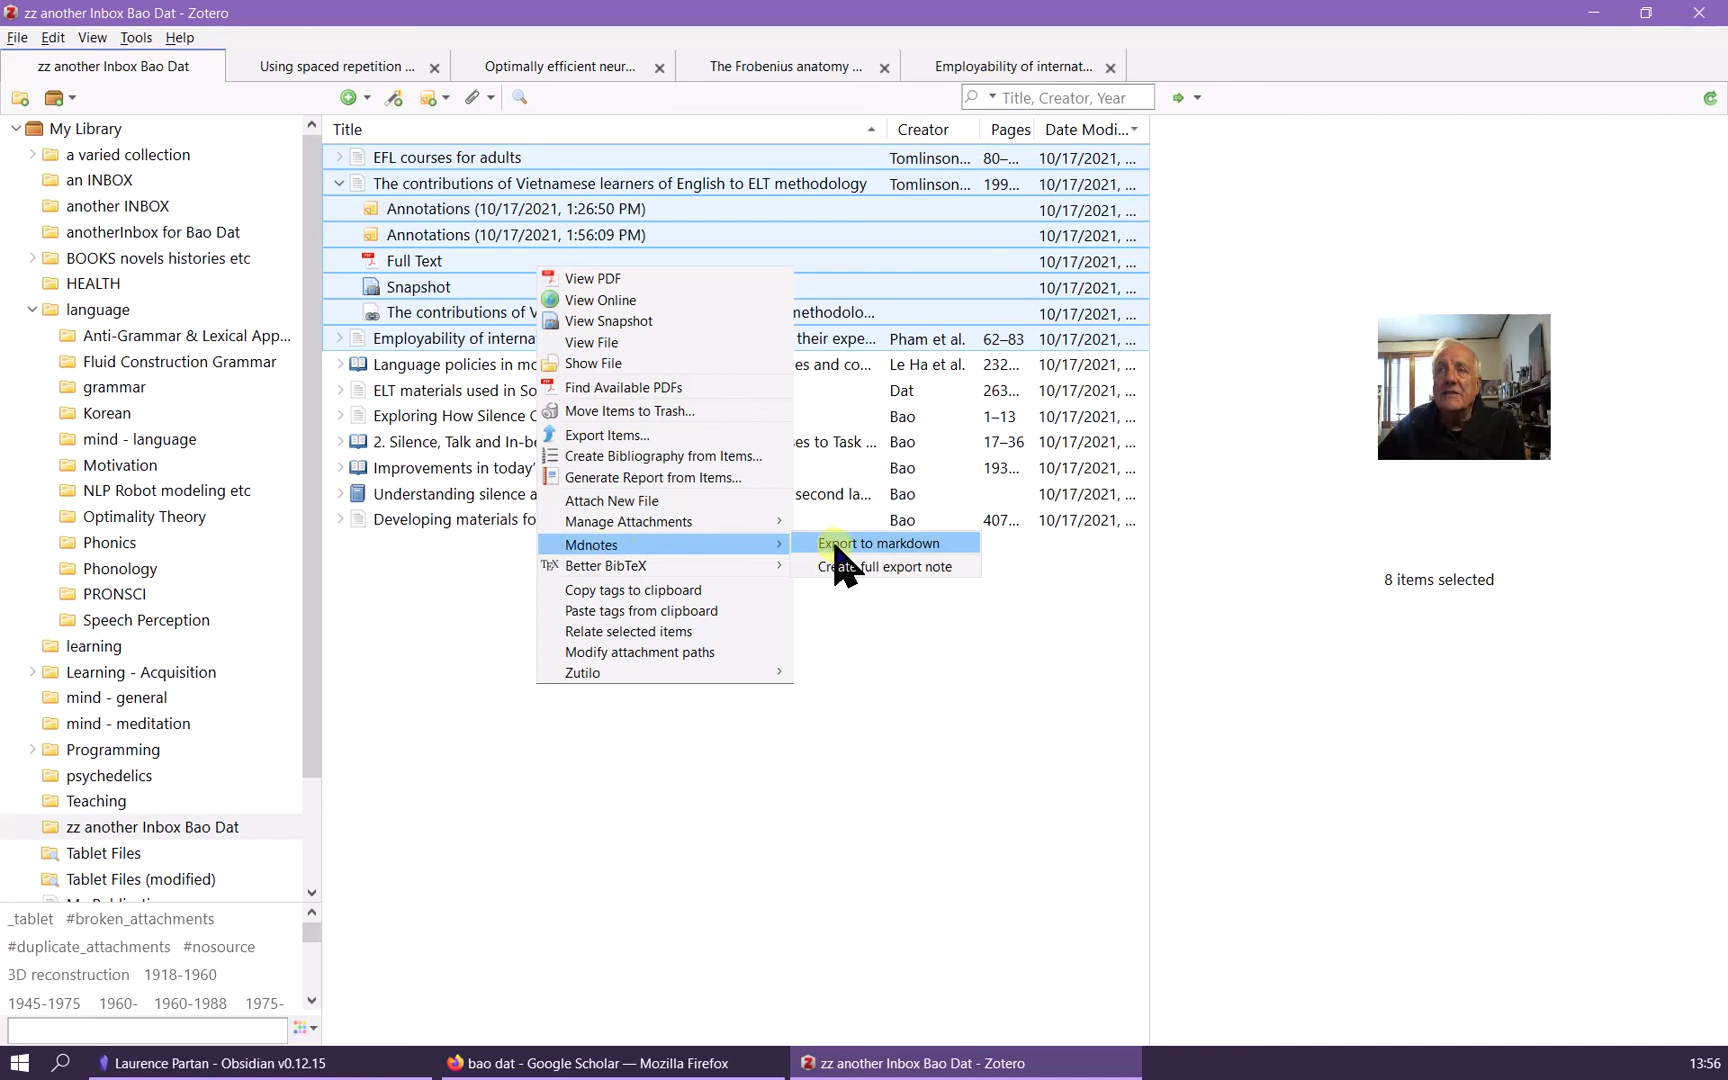 zz another Inbox Bao Dat - Zotero
File Edit View Tools Help
zz another Inbox Bao Dat
Using spaced repetition ...
Optimally efficient neur...
The Frobenius anatomy ...
Employability of internat...
Title, Creator, Year
My Library
a varied collection
an INBOX
another INBOX
anotherInbox for Bao Dat
BOOKS novels histories etc
HEALTH
language
Anti-Grammar & Lexical App...
Fluid Construction Grammar
grammar
Korean
mind - language
Motivation
NLP Robot modeling etc
Optimality Theory
Phonics
Phonology
PRONSCI
Speech Perception
learning
Learning - Acquisition
mind - general
mind - meditation
Programming
psychedelics
Teaching
zz another Inbox Bao Dat
Tablet Files
Tablet Files (modified)
_tablet #broken_attachments
#duplicate_attachments #nosource
3D reconstruction 1918-1960
1945-1975 1960- 1960-1988 1975-
Title Creator Pages Date Modi...
EFL courses for adults Tomlinson... 80–... 10/17/2021, ...
The contributions of Vietnamese learners of English to ELT methodology Tomlinson... 199... 10/17/2021, ...
Annotations (10/17/2021, 1:26:50 PM) 10/17/2021, ...
Annotations (10/17/2021, 1:56:09 PM) 10/17/2021, ...
Full Text 10/17/2021, ...
Snapshot 10/17/2021, ...
The contributions of V methodolo... 10/17/2021, ...
Employability of interna their expe... Pham et al. 62–83 10/17/2021, ...
Language policies in mo es and co... Le Ha et al. 232... 10/17/2021, ...
ELT materials used in So Dat 263... 10/17/2021, ...
Exploring How Silence C Bao 1–13 10/17/2021, ...
2. Silence, Talk and In-be es to Task ... Bao 17–36 10/17/2021, ...
Improvements in today' Bao 193... 10/17/2021, ...
Understanding silence a second la... Bao 10/17/2021, ...
Developing materials fo Bao 407... 10/17/2021, ...
View PDF
View Online
View Snapshot
View File
Show File
Find Available PDFs
Move Items to Trash...
Export Items...
Create Bibliography from Items...
Generate Report from Items...
Attach New File
Manage Attachments
Mdnotes
Better BibTeX
Copy tags to clipboard
Paste tags from clipboard
Relate selected items
Modify attachment paths
Zutilo
Export to markdown
Create full export note
8 items selected
Laurence Partan - Obsidian v0.12.15
bao dat - Google Scholar — Mozilla Firefox
zz another Inbox Bao Dat - Zotero
13:56